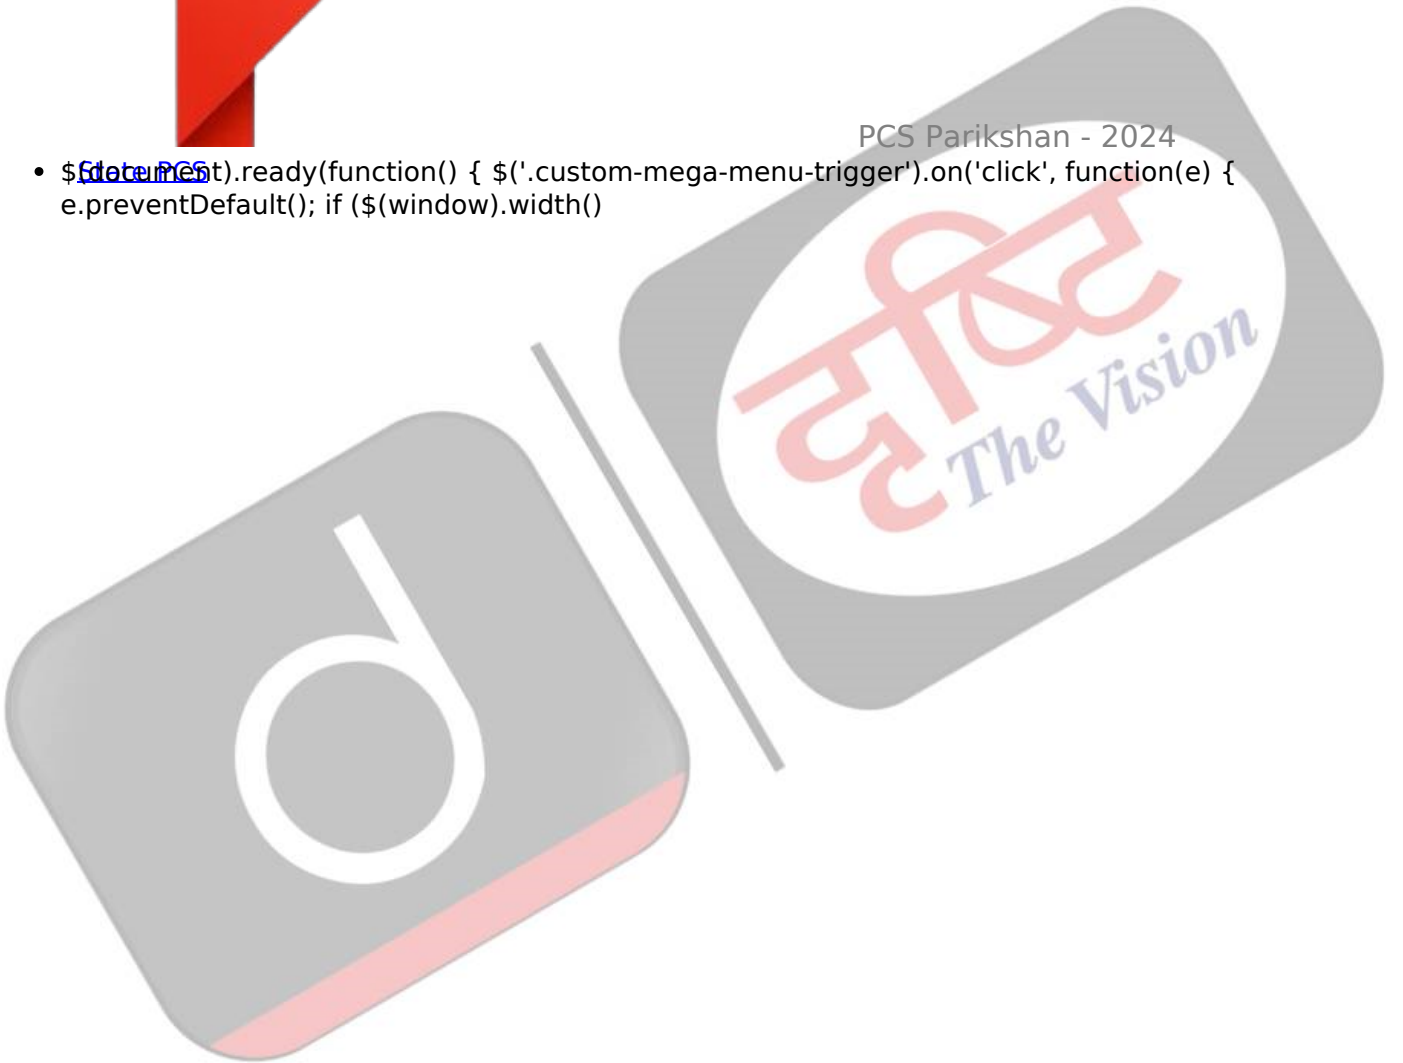 PCS Parikshan - 2024
State PCS
• $(document).ready(function() { $('.custom-mega-menu-trigger').on('click', function(e) {
e.preventDefault(); if ($(window).width()
दृष्टि
The Vision
d